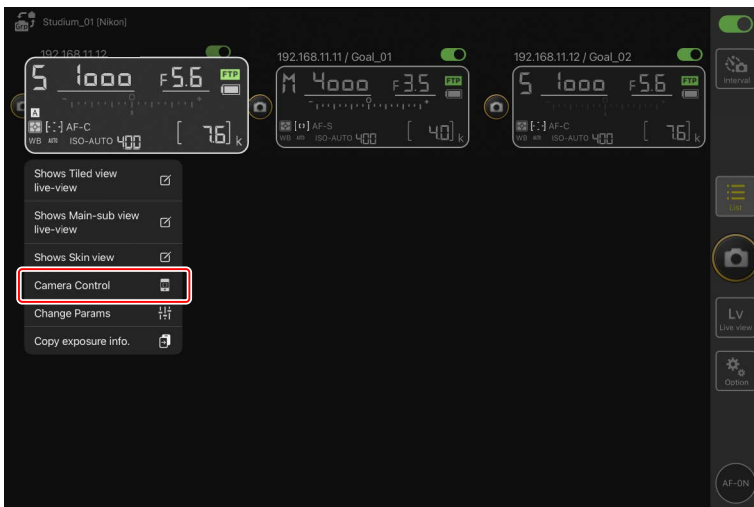 Studium_01 [Nikon]
192.168.11.12
192.168.11.11 / Goal_01
192.168.11.12 / Goal_02
S 1000 F5.6 FTP
A
AF-C
WB AUTO ISO-AUTO 400 [ 7.6] k
M 4000 F3.5 FTP
AF-S
WB AUTO ISO-AUTO 400 [ 4.0] k
S 1000 F5.6 FTP
AF-C
WB AUTO ISO-AUTO 400 [ 7.6] k
Shows Tiled view
live-view
Shows Main-sub view
live-view
Shows Skin view
Camera Control
Change Params
Copy exposure info.
Interval
List
Lv
Live view
Option
AF-ON